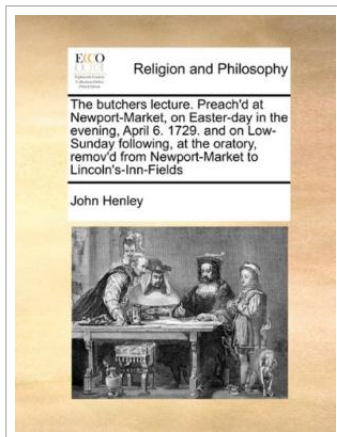 ECCO
Religion and Philosophy
The butchers lecture. Preach'd at
Newport-Market, on Easter-day in the
evening, April 6. 1729. and on Low-
Sunday following, at the oratory,
remov'd from Newport-Market to
Lincoln's-Inn-Fields
John Henley